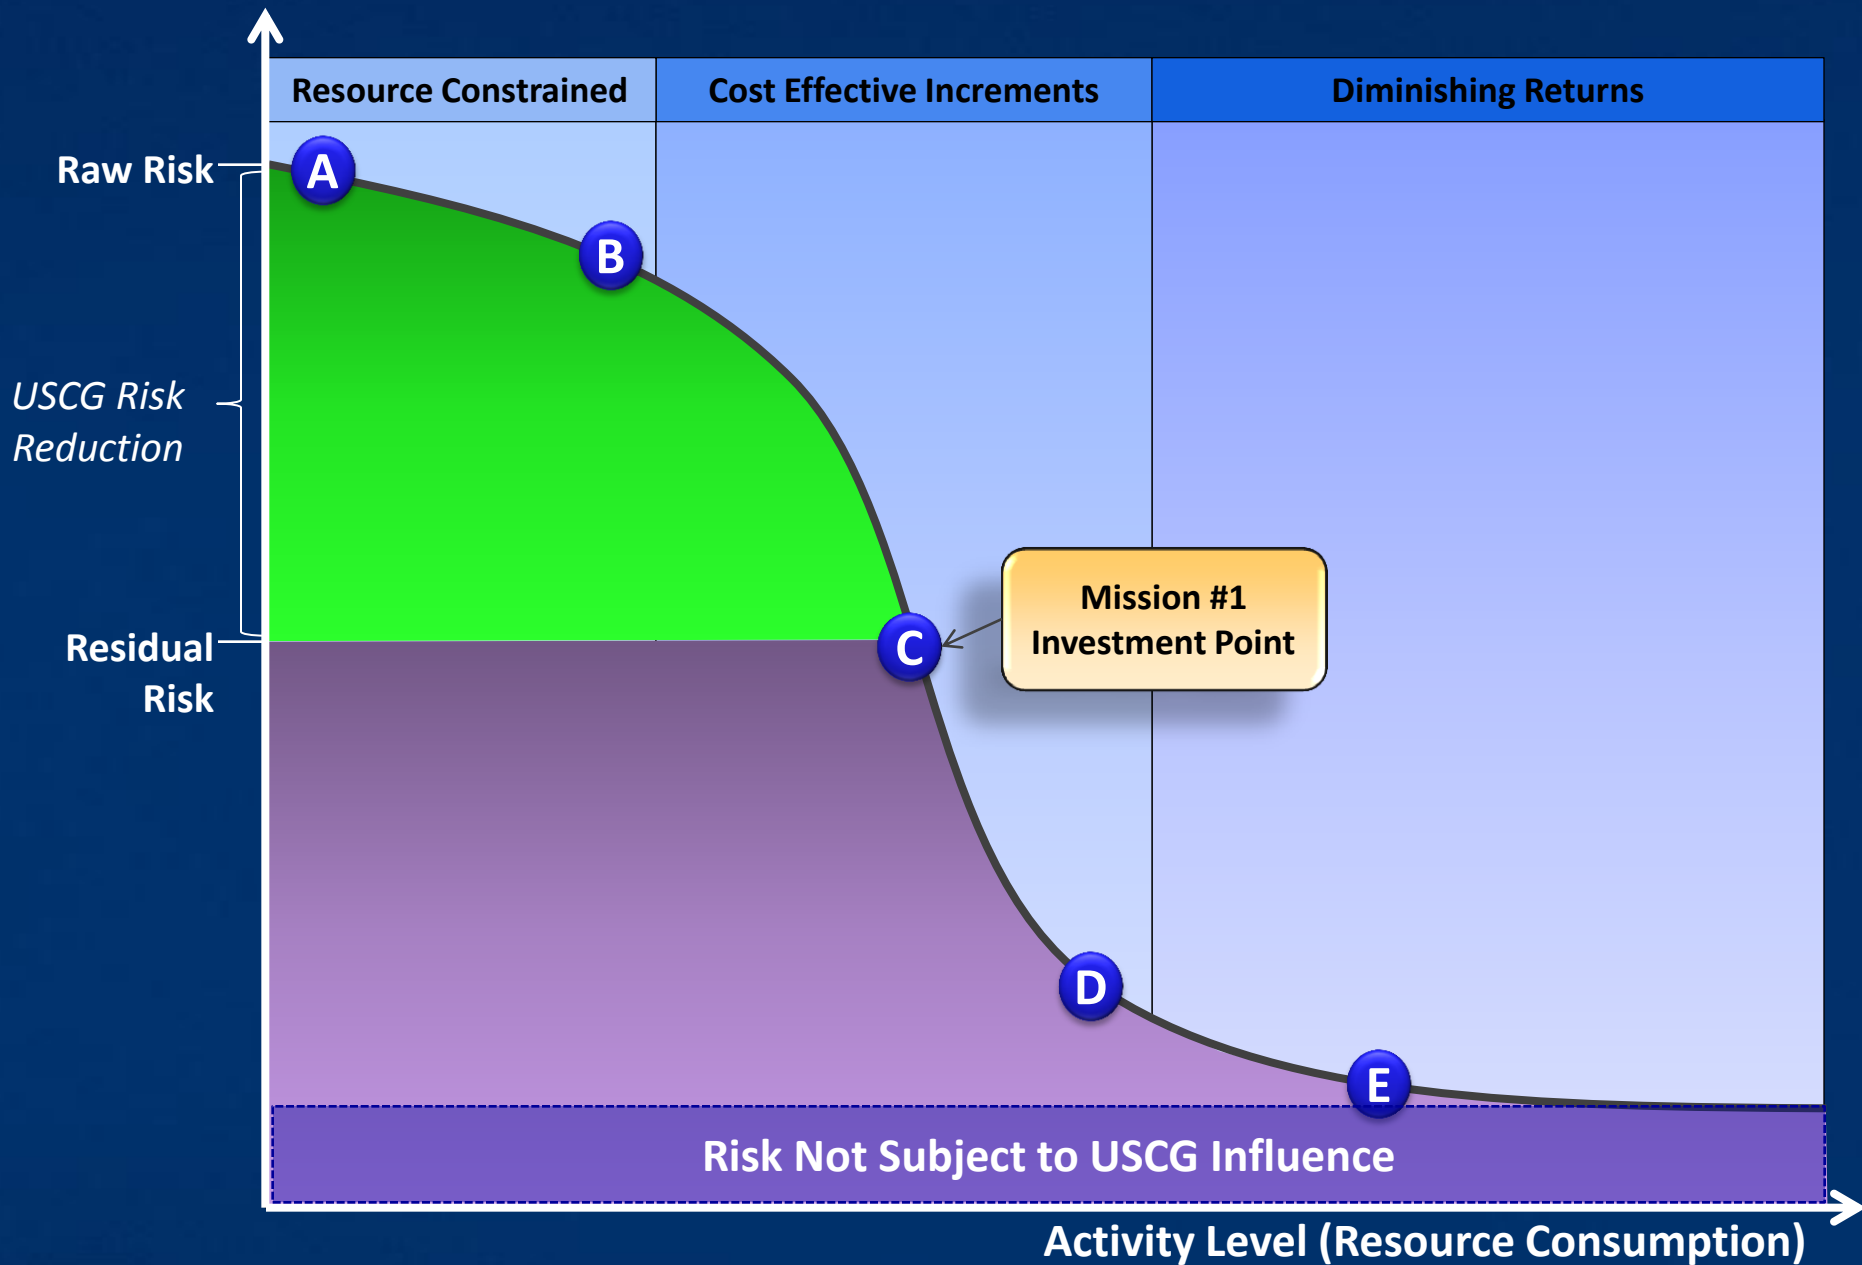 Resource Constrained
Cost Effective Increments
Diminishing Returns
Raw Risk
A
B
USCG Risk
Reduction
Mission #1
Investment Point
Residual
Risk
C
D
E
Risk Not Subject to USCG Influence
Activity Level (Resource Consumption)